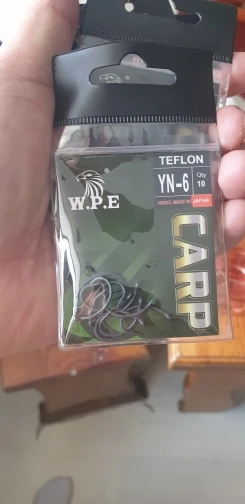 TEFLON
YN-6
Qty
10
W.P.E
HOOKS MADE IN JAPAN
CARP